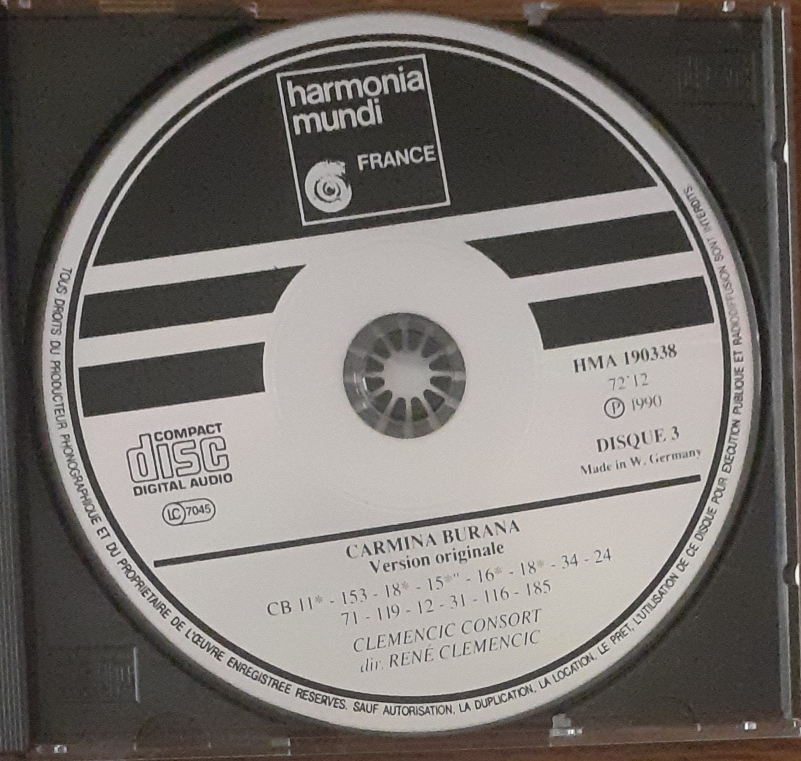 harmonia
mundi
FRANCE
HMA 190338
72'12
℗ 1990
DISQUE 3
Made in W. Germany
COMPACT
disc
DIGITAL AUDIO
LC 7045
CARMINA BURANA
Version originale
CB 11* - 153 - 18* - 15*" - 16* - 18* - 34 - 24
71 - 119 - 12 - 31 - 116 - 185
CLEMENCIC CONSORT
dir. RENÉ CLEMENCIC
TOUS DROITS DU PRODUCTEUR PHONOGRAPHIQUE ET DU PROPRIETAIRE DE L'ŒUVRE ENREGISTREE RESERVES. SAUF AUTORISATION, LA DUPLICATION, LA LOCATION, LE PRET, L'UTILISATION DE CE DISQUE POUR EXECUTION PUBLIQUE ET RADIODIFFUSION SONT INTERDITS